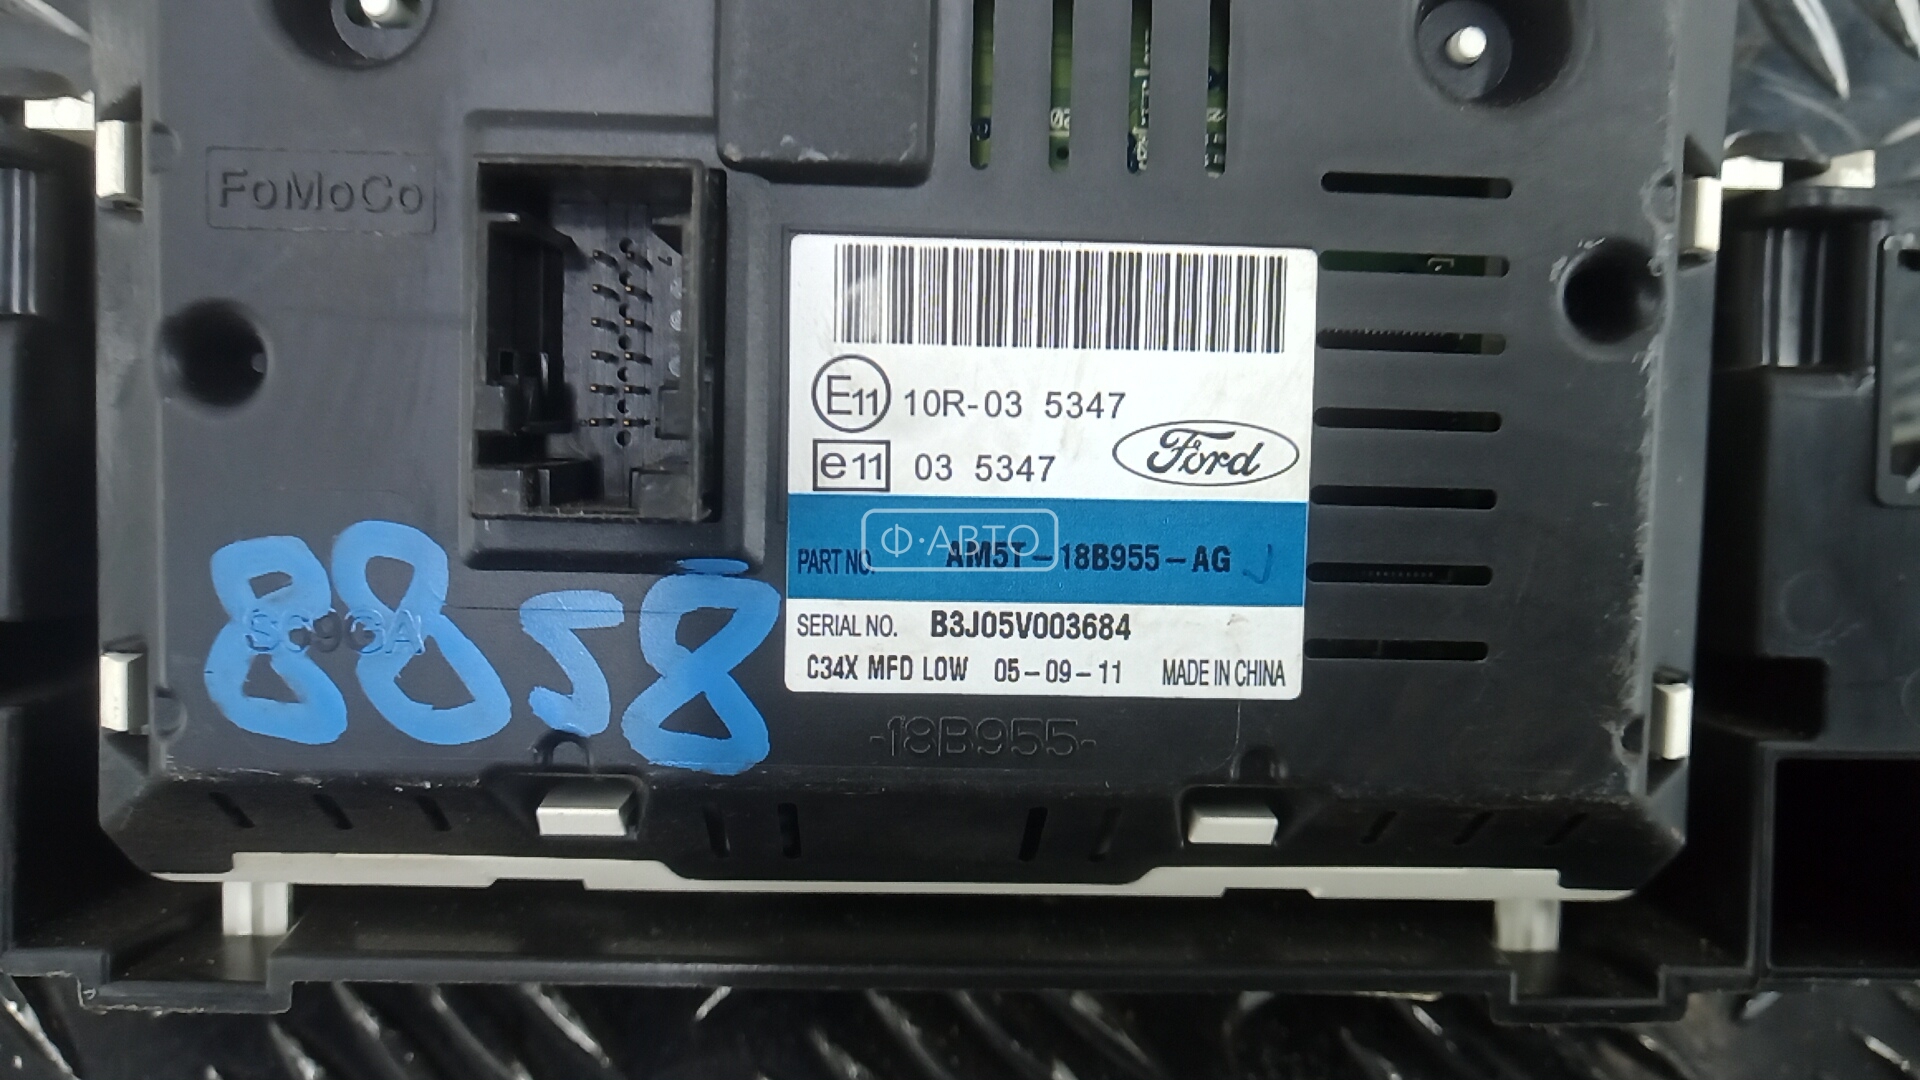 FoMoCo
E11 10R-03 5347
e11 03 5347
Ford
Ф·АВТО
PART NO. AM5T-18B955-AG
SERIAL NO. B3J05V003684
C34X MFD LOW 05-09-11 MADE IN CHINA
-18B955-
8858